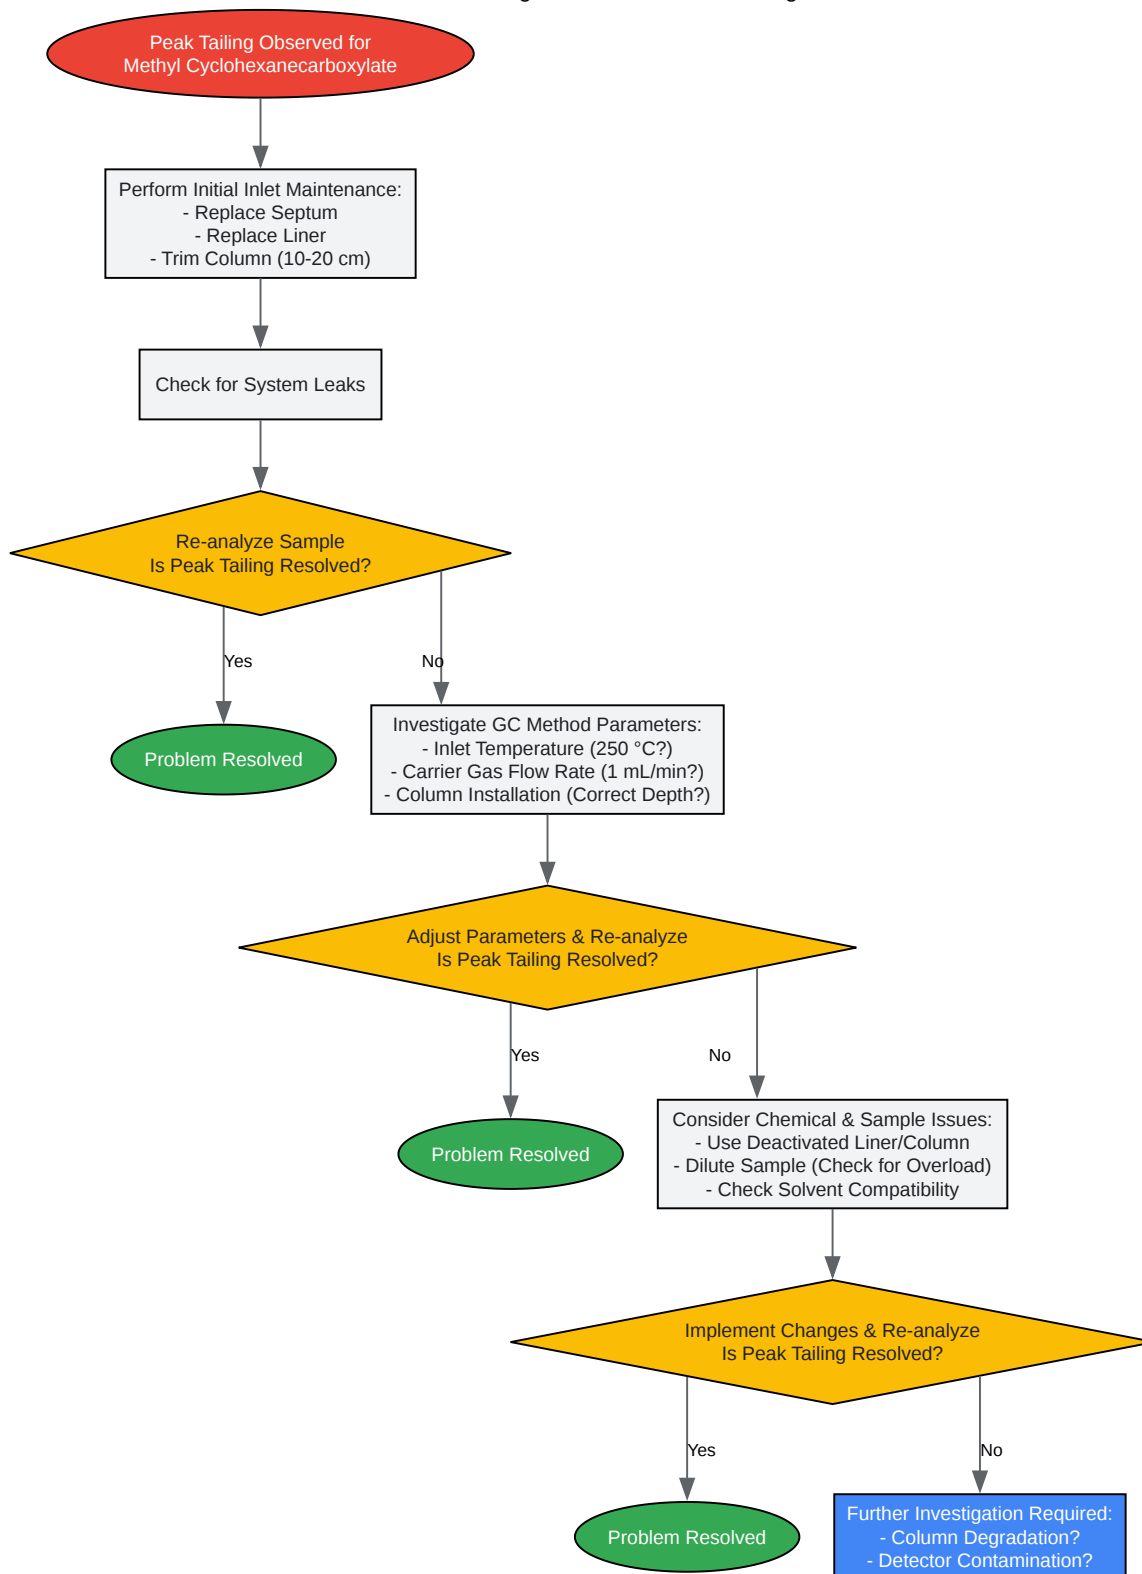 Peak Tailing Observed for
Methyl Cyclohexanecarboxylate
Perform Initial Inlet Maintenance:
- Replace Septum
- Replace Liner
- Trim Column (10-20 cm)
Check for System Leaks
Re-analyze Sample
Is Peak Tailing Resolved?
Yes
No
Problem Resolved
Investigate GC Method Parameters:
- Inlet Temperature (250 °C?)
- Carrier Gas Flow Rate (1 mL/min?)
- Column Installation (Correct Depth?)
Adjust Parameters & Re-analyze
Is Peak Tailing Resolved?
Yes
No
Problem Resolved
Consider Chemical & Sample Issues:
- Use Deactivated Liner/Column
- Dilute Sample (Check for Overload)
- Check Solvent Compatibility
Implement Changes & Re-analyze
Is Peak Tailing Resolved?
Yes
No
Problem Resolved
Further Investigation Required:
- Column Degradation?
- Detector Contamination?